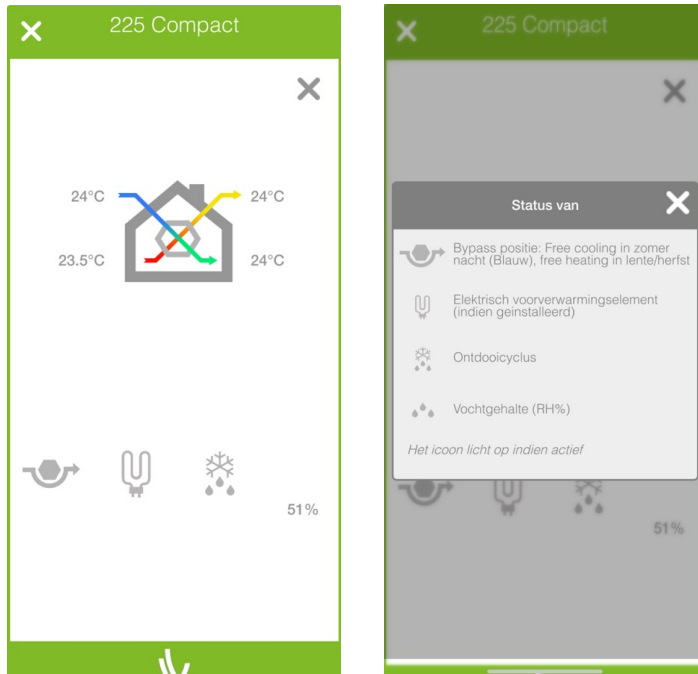 225 Compact
24°C
24°C
23.5°C
24°C
51%
225 Compact
Status van
Bypass positie: Free cooling in zomer
nacht (Blauw), free heating in lente/herfst
Elektrisch voorverwarmingselement
(indien geinstalleerd)
Ontdooicyclus
Vochtgehalte (RH%)
Het icoon licht op indien actief
51%